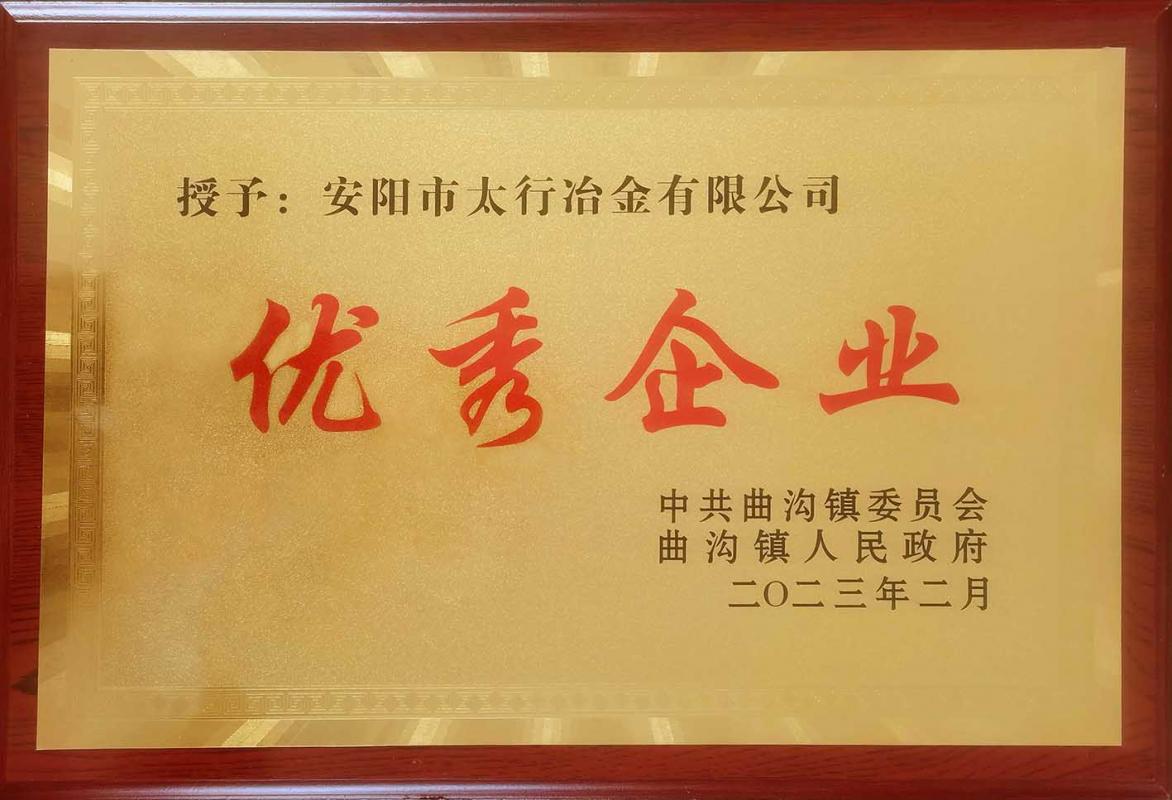 授予：安阳市太行冶金有限公司
优秀企业
中共曲沟镇委员会
曲沟镇人民政府
二〇二三年二月